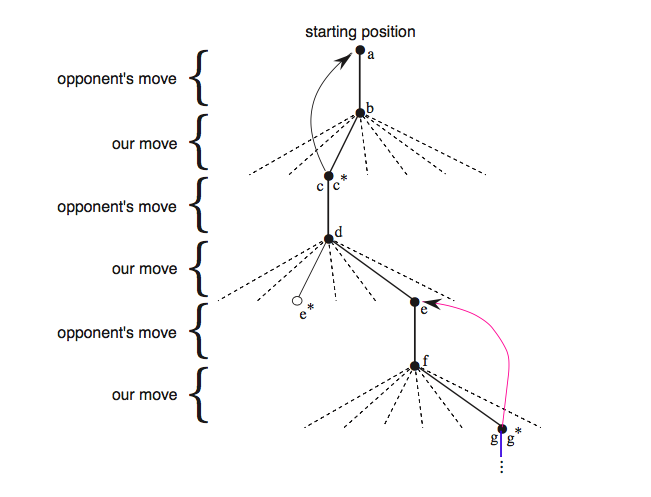 starting position
a
opponent's move
b
our move
c c*
opponent's move
d
our move
e*
e
opponent's move
f
our move
g g*